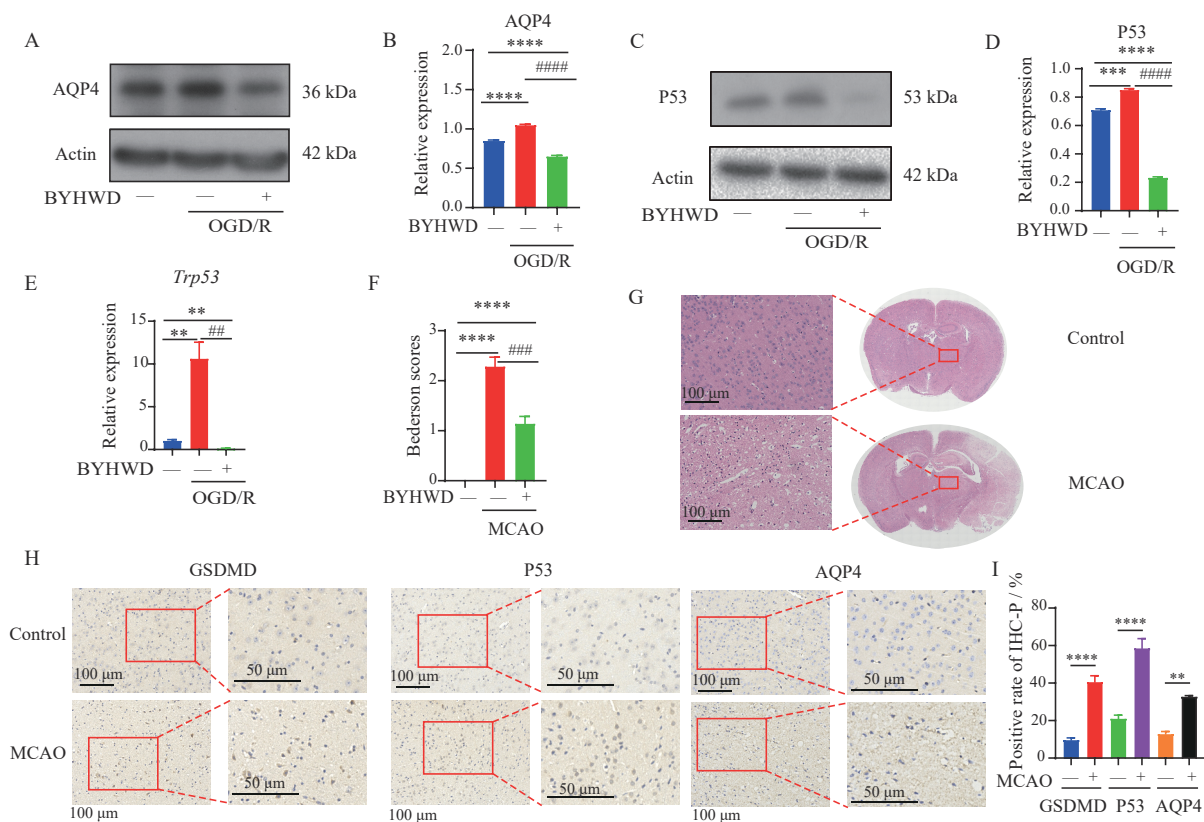 A
AQP4
36 kDa
Actin
42 kDa
BYHWD — — +
OGD/R
B
AQP4
Relative expression
2.0
1.5
1.0
0.5
0.0
****
####
****
BYHWD — — +
OGD/R
C
P53
53 kDa
Actin
42 kDa
BYHWD — — +
OGD/R
D
P53
Relative expression
0.8
0.6
0.4
0.2
0.0
****
*** ####
BYHWD — — +
OGD/R
E
Trp53
Relative expression
15
10
5
0
**
** ##
BYHWD — — +
OGD/R
F
Bederson scores
3
2
1
0
****
**** ###
BYHWD — — +
MCAO
G
100 μm
Control
100 μm
MCAO
H
GSDMD P53 AQP4
Control
100 μm 50 μm 100 μm 50 μm 100 μm 50 μm
MCAO
50 μm 50 μm 50 μm
100 μm 100 μm 100 μm
I
Positive rate of IHC-P / %
80
60
40
20
0
**** **** **
MCAO — + — + — +
GSDMD P53 AQP4